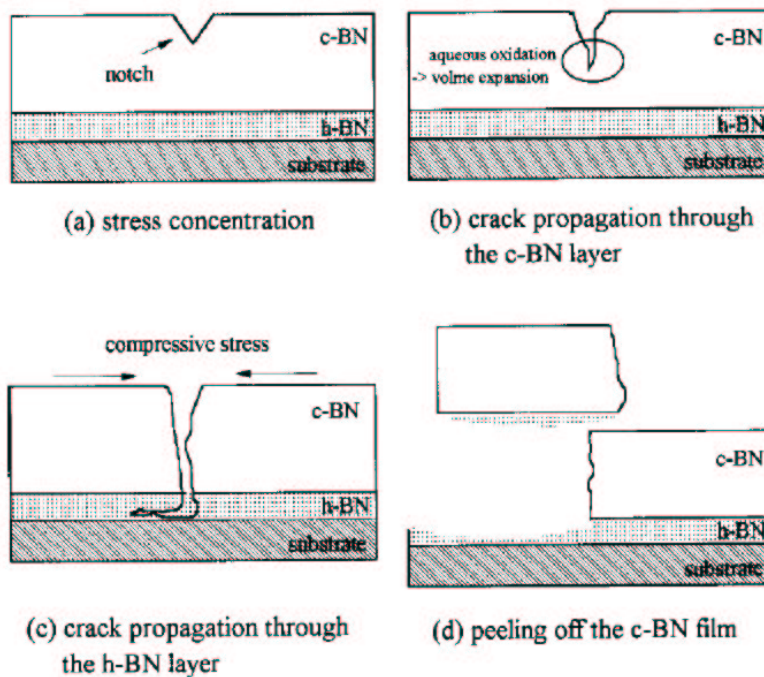 c-BN
notch
h-BN
substrate
(a) stress concentration
c-BN
aqueous oxidation
-> volme expansion
h-BN
substrate
(b) crack propagation through
the c-BN layer
compressive stress
c-BN
h-BN
substrate
(c) crack propagation through
the h-BN layer
c-BN
h-BN
substrate
(d) peeling off the c-BN film